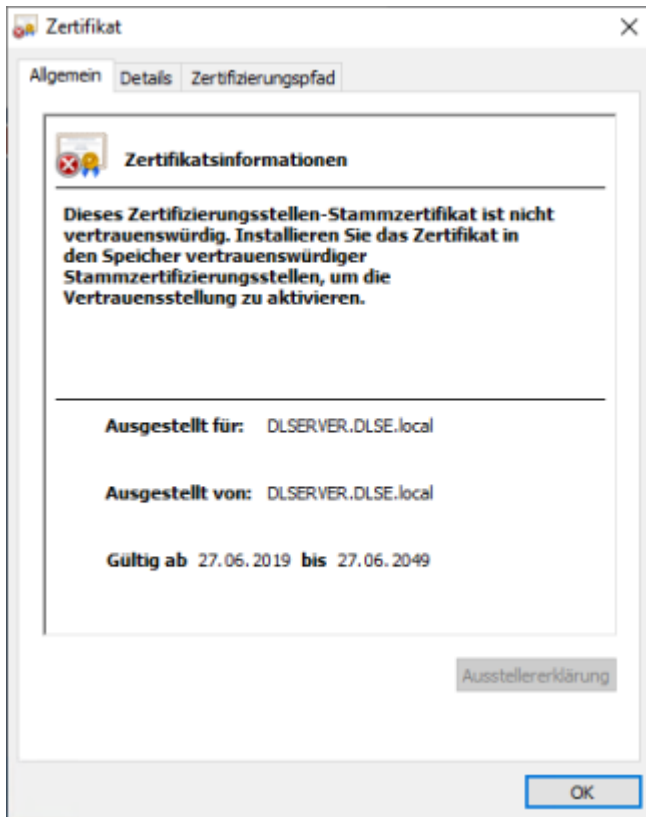 Zertifikat
Allgemein Details Zertifizierungspfad
Zertifikatsinformationen
Dieses Zertifizierungsstellen-Stammzertifikat ist nicht
vertrauenswürdig. Installieren Sie das Zertifikat in
den Speicher vertrauenswürdiger
Stammzertifizierungsstellen, um die
Vertrauensstellung zu aktivieren.
Ausgestellt für: DLSERVER.DLSE.local
Ausgestellt von: DLSERVER.DLSE.local
Gültig ab 27.06.2019 bis 27.06.2049
Ausstellererklärung
OK